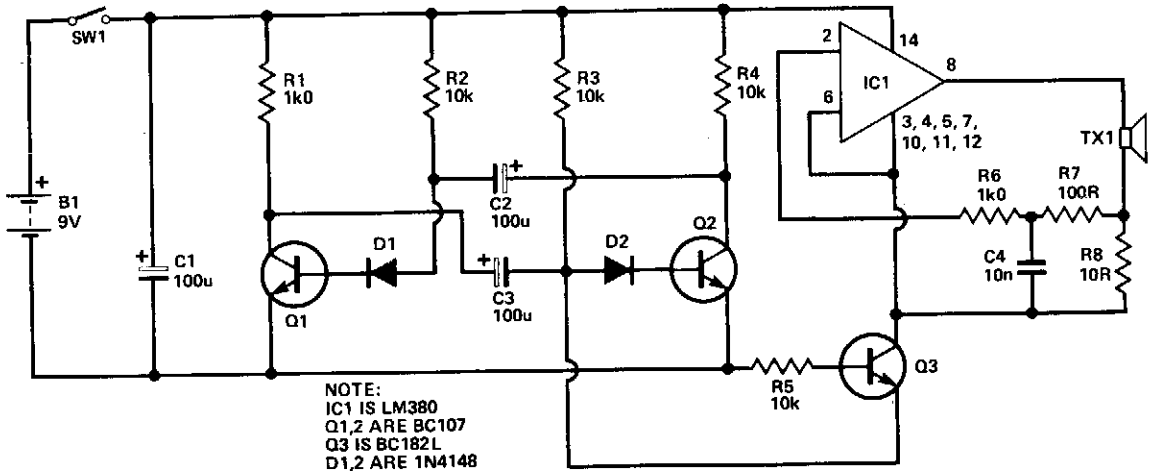 SW1
+
B1
9V
+
C1
100u
R1
1k0
R2
10k
R3
10k
R4
10k
+
C2
100u
+
C3
100u
D1
D2
Q1
Q2
2
6
14
8
IC1
3, 4, 5, 7,
10, 11, 12
TX1
R6
1k0
R7
100R
C4
10n
R8
10R
R5
10k
Q3
NOTE:
IC1 IS LM380
Q1,2 ARE BC107
Q3 IS BC182L
D1,2 ARE 1N4148